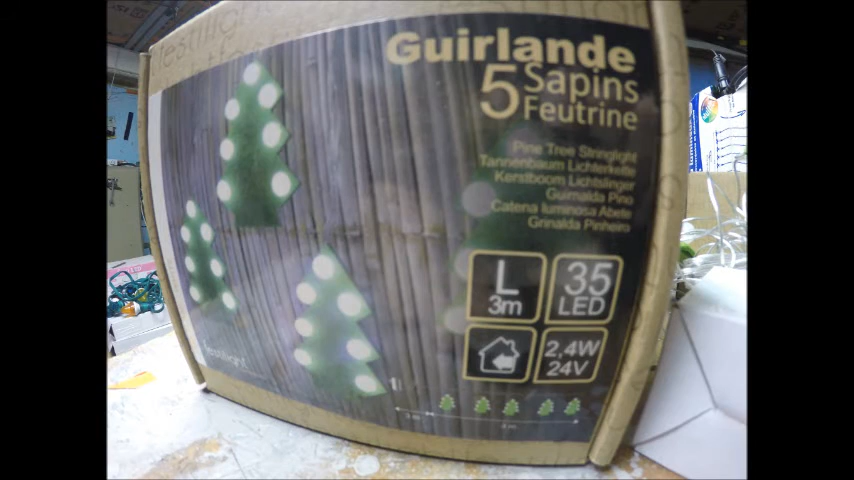 Guirlande
5 Sapins
Feutrine
Pine Tree Stringlight
Tannenbaum Lichterkette
Kerstboom Lichtslinger
Guirnalda Pino
Catena luminosa Abete
Grinalda Pinheiro
L
3m
35
LED
2,4W
24V
festilight